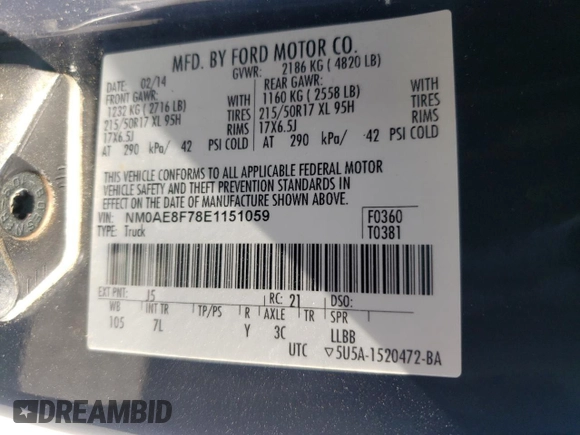 MFD. BY FORD MOTOR CO.
DATE: 02/14
GVWR: 2186 KG ( 4820 LB)
FRONT GAWR:
1232 KG ( 2716 LB) WITH
215/50R17 XL 95H TIRES
17X6.5J RIMS
AT 290 kPa/ 42 PSI COLD
REAR GAWR:
1160 KG ( 2558 LB) WITH
215/50R17 XL 95H TIRES
17X6.5J RIMS
AT 290 kPa/ 42 PSI COLD
THIS VEHICLE CONFORMS TO ALL APPLICABLE FEDERAL MOTOR
VEHICLE SAFETY AND THEFT PREVENTION STANDARDS IN
EFFECT ON THE DATE OF MANUFACTURE SHOWN ABOVE
VIN: NM0AE8F78E1151059
TYPE: Truck
F0360
T0381
EXT PNT: J5 RC: 21 DSO:
WB INT TR TP/PS R AXLE TR SPR
105 7L Y 3C LLBB
UTC ▽5U5A-1520472-BA
DREAMBID